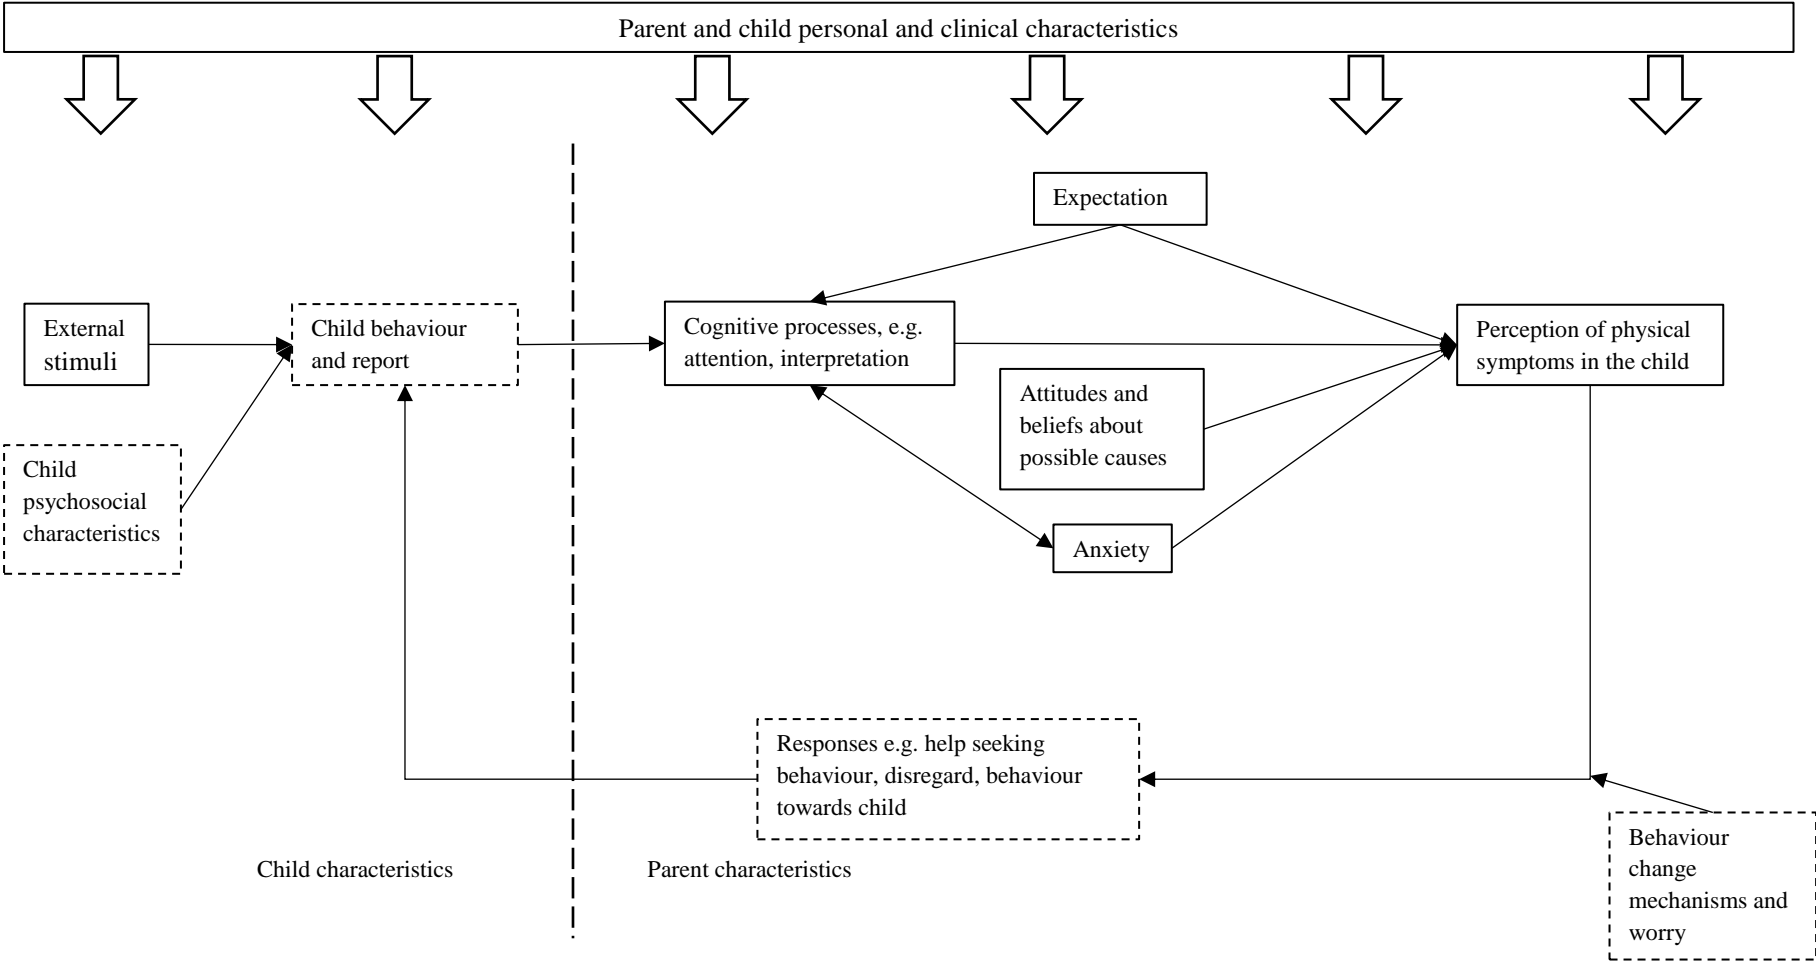 Parent and child personal and clinical characteristics
Expectation
External
stimuli
Child behaviour
and report
Cognitive processes, e.g.
attention, interpretation
Perception of physical
symptoms in the child
Attitudes and
beliefs about
possible causes
Child
psychosocial
characteristics
Anxiety
Responses e.g. help seeking
behaviour, disregard, behaviour
towards child
Behaviour
change
mechanisms and
worry
Child characteristics
Parent characteristics